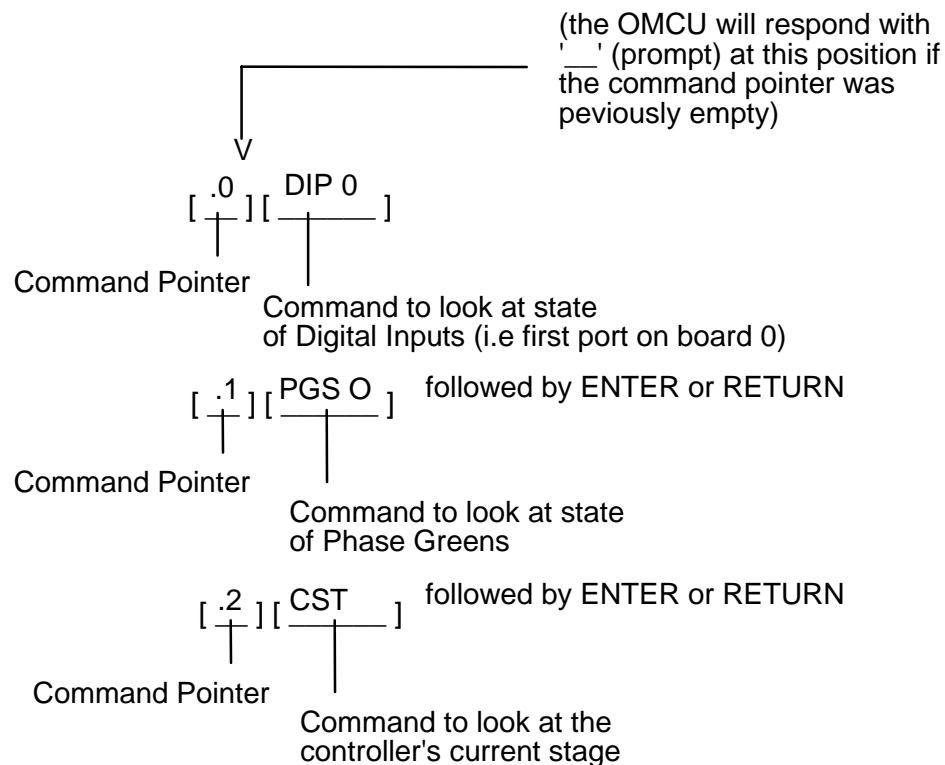 (the OMCU will respond with
'__' (prompt) at this position if
the command pointer was
peviously empty)
V
[ .0 ] [ DIP 0 ]
Command Pointer
Command to look at state
of Digital Inputs (i.e first port on board 0)
[ .1 ] [ PGS O ] followed by ENTER or RETURN
Command Pointer
Command to look at state
of Phase Greens
[ .2 ] [ CST ] followed by ENTER or RETURN
Command Pointer
Command to look at the
controller's current stage